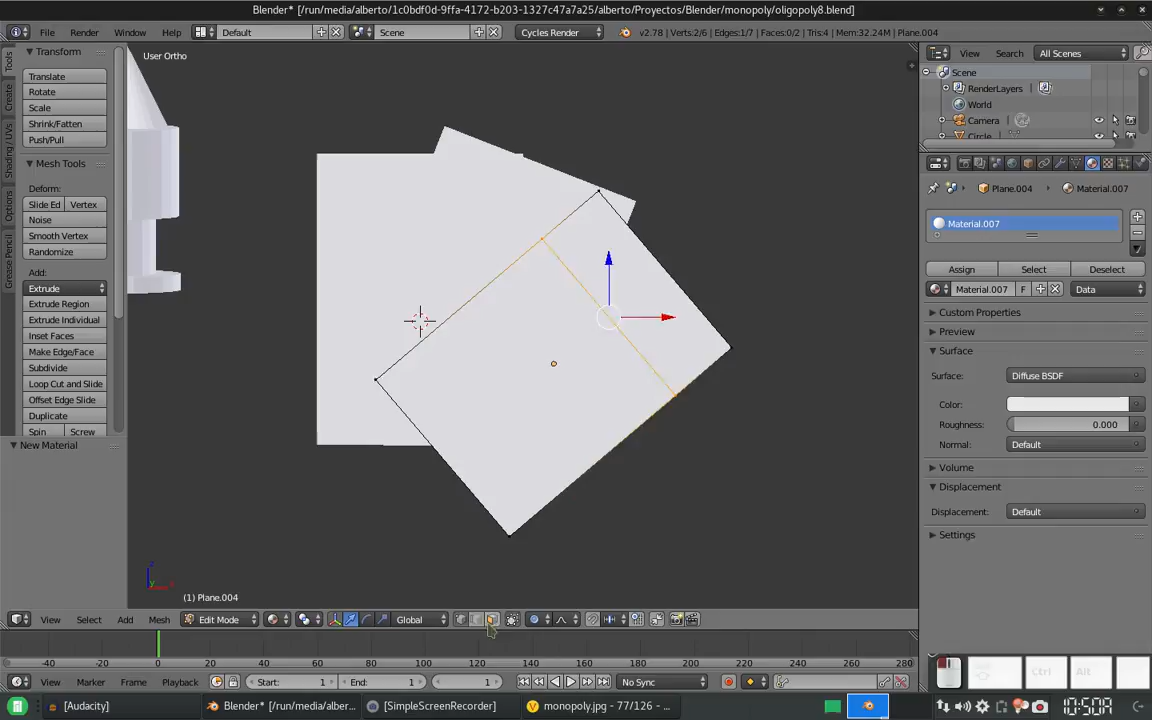 Blender* [/run/media/alberto/1c0bdf0d-9ffa-4172-b203-1327c47a7a25/alberto/Proyectos/Blender/monopoly/oligopoly8.blend]
File Render Window Help Default Scene Cycles Render v2.78 | Verts:2/6 | Edges:1/7 | Faces:0/2 | Tris:4 | Mem:32.24M | Plane.004
View Search All Scenes
Tools
Create
Shading / UVs
Options
Grease Pencil
Transform
Translate
Rotate
Scale
Shrink/Fatten
Push/Pull
Mesh Tools
Deform:
Slide Ed Vertex
Noise
Smooth Vertex
Randomize
Add:
Extrude
Extrude Region
Extrude Individual
Inset Faces
Make Edge/Face
Subdivide
Loop Cut and Slide
Offset Edge Slide
Duplicate
Spin Screw
New Material
User Ortho
(1) Plane.004
Scene
RenderLayers
World
Camera
Circle
Plane.004 Material.007
Material.007
Assign Select Deselect
Material.007 F Data
Custom Properties
Preview
Surface
Surface: Diffuse BSDF
Color:
Roughness: 0.000
Normal: Default
Volume
Displacement
Displacement: Default
Settings
View Select Add Mesh Edit Mode Global
-40 -20 0 20 40 60 80 100 120 140 160 180 200 220 240 260 280
View Marker Frame Playback Start: 1 End: 1 1 No Sync
Ctrl Alt
[Audacity] Blender* [/run/media/alber... [SimpleScreenRecorder] monopoly.jpg - 77/126 - ...